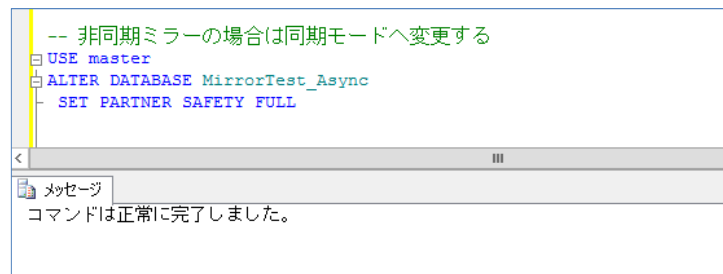 -- 非同期ミラーの場合は同期モードへ変更する
USE master
ALTER DATABASE MirrorTest_Async
SET PARTNER SAFETY FULL
メッセージ
コマンドは正常に完了しました。